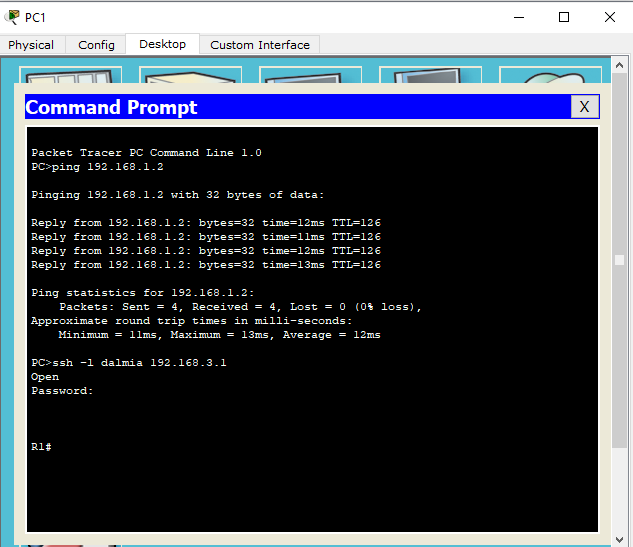 PC1
Physical Config Desktop Custom Interface
Command Prompt X
Packet Tracer PC Command Line 1.0
PC>ping 192.168.1.2
Pinging 192.168.1.2 with 32 bytes of data:
Reply from 192.168.1.2: bytes=32 time=12ms TTL=126
Reply from 192.168.1.2: bytes=32 time=11ms TTL=126
Reply from 192.168.1.2: bytes=32 time=12ms TTL=126
Reply from 192.168.1.2: bytes=32 time=13ms TTL=126
Ping statistics for 192.168.1.2:
Packets: Sent = 4, Received = 4, Lost = 0 (0% loss),
Approximate round trip times in milli-seconds:
Minimum = 11ms, Maximum = 13ms, Average = 12ms
PC>ssh -l dalmia 192.168.3.1
Open
Password:
R1#